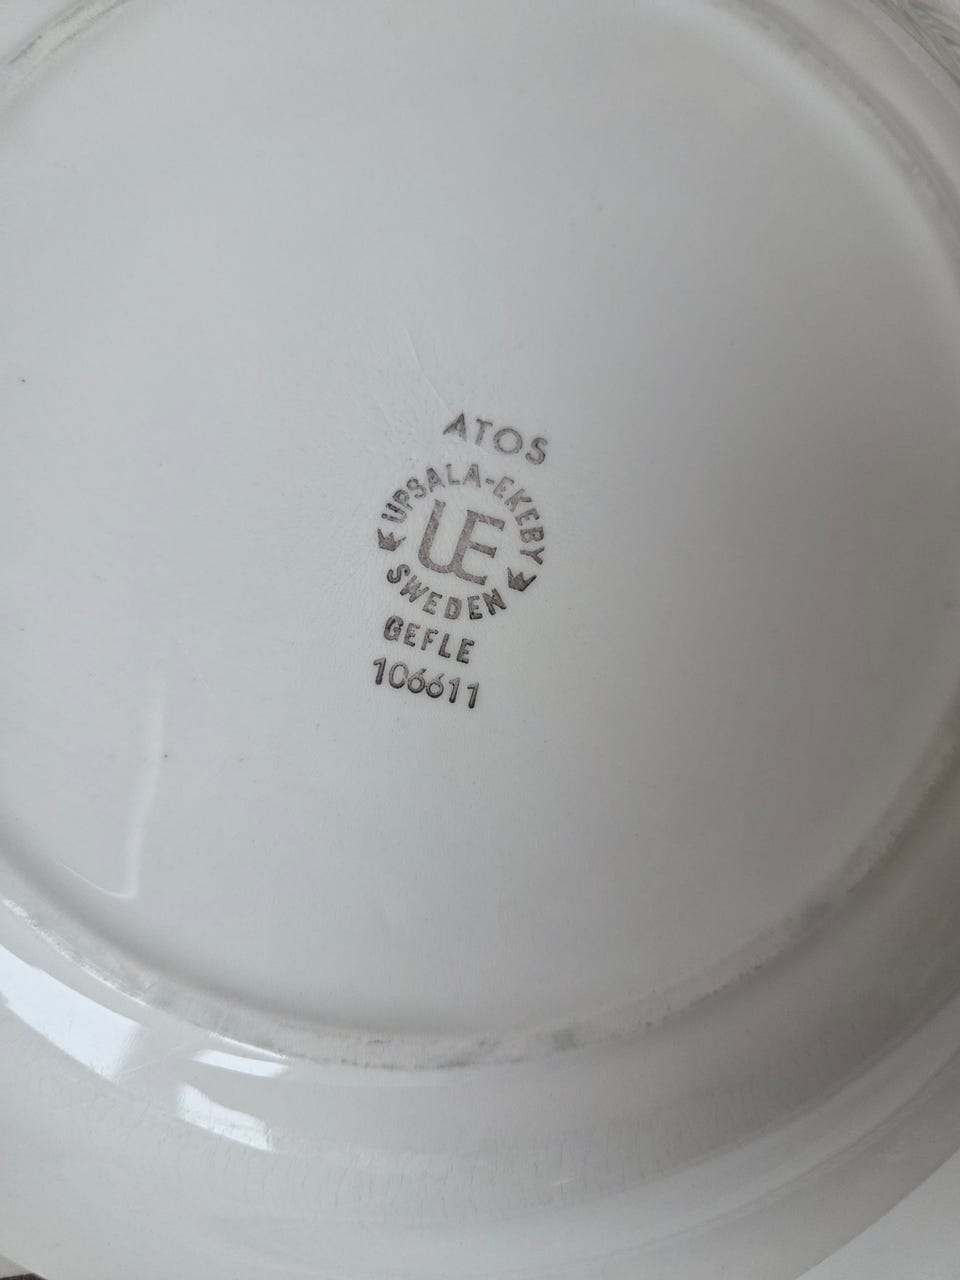 ATOS
UPSALA-EKEBY
UE
SWEDEN
GEFLE
106611